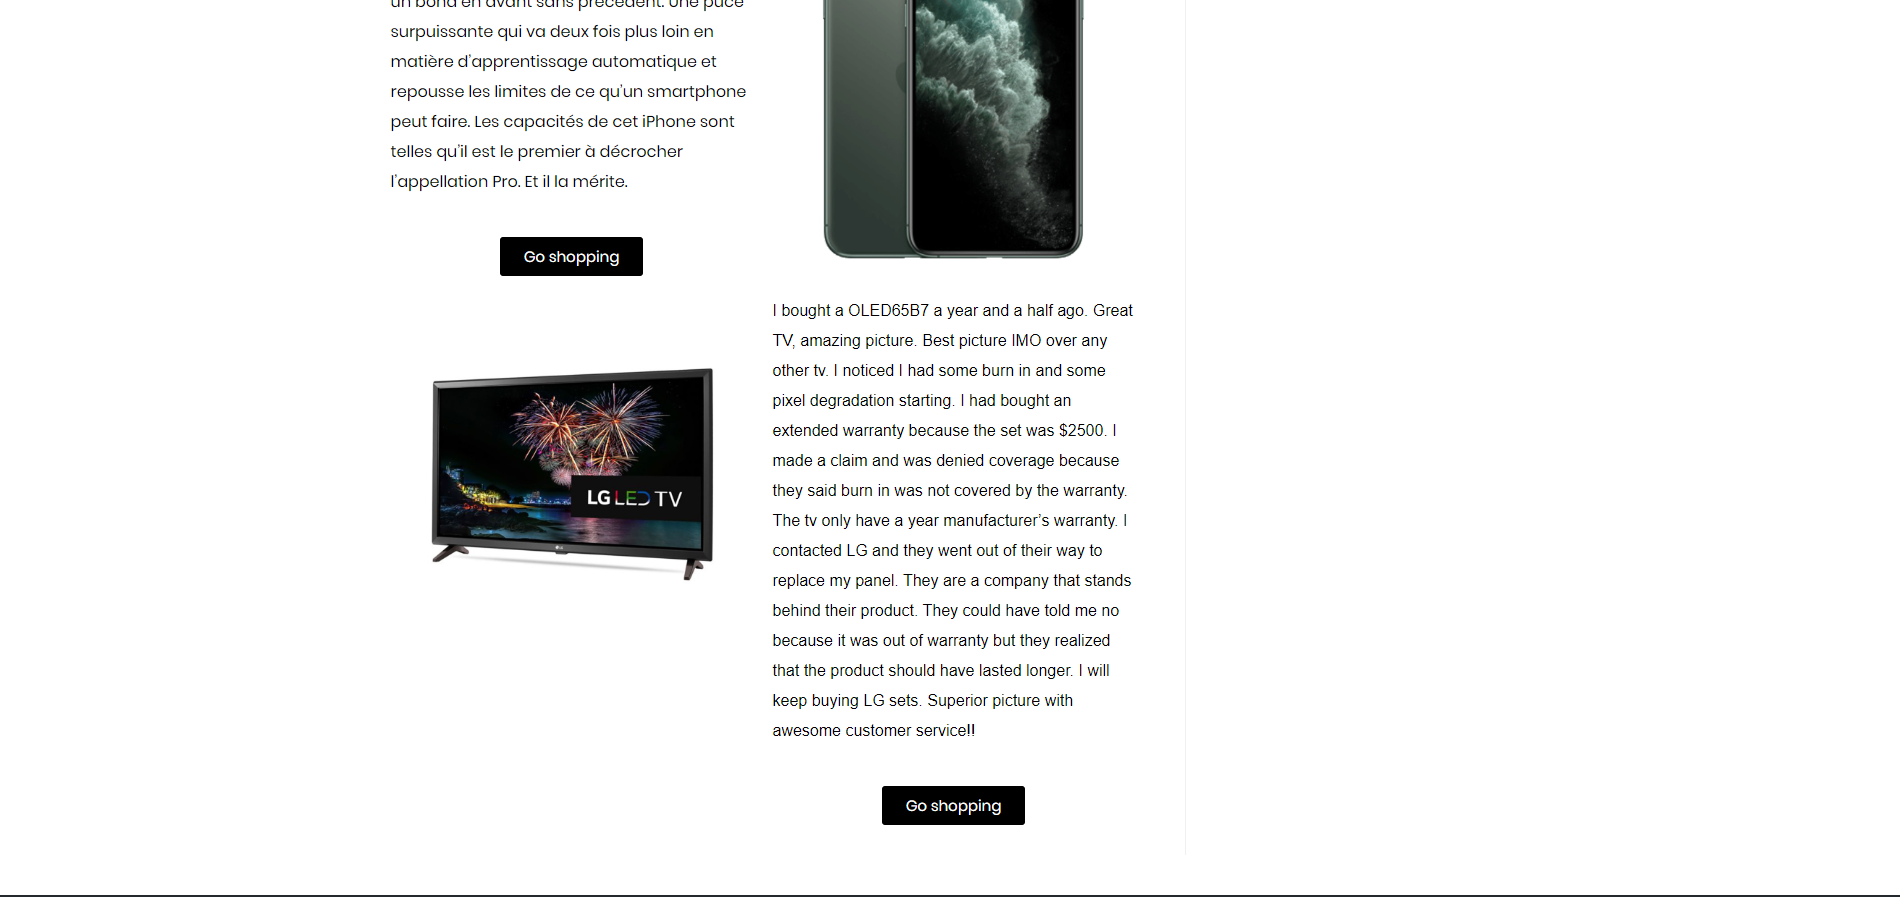 un bond en avant sans précédent. Une puce
surpuissante qui va deux fois plus loin en
matière d'apprentissage automatique et
repousse les limites de ce qu'un smartphone
peut faire. Les capacités de cet iPhone sont
telles qu'il est le premier à décrocher
l'appellation Pro. Et il la mérite.
Go shopping
LG LED TV
I bought a OLED65B7 a year and a half ago. Great
TV, amazing picture. Best picture IMO over any
other tv. I noticed I had some burn in and some
pixel degradation starting. I had bought an
extended warranty because the set was $2500. I
made a claim and was denied coverage because
they said burn in was not covered by the warranty.
The tv only have a year manufacturer’s warranty. I
contacted LG and they went out of their way to
replace my panel. They are a company that stands
behind their product. They could have told me no
because it was out of warranty but they realized
that the product should have lasted longer. I will
keep buying LG sets. Superior picture with
awesome customer service!!
Go shopping